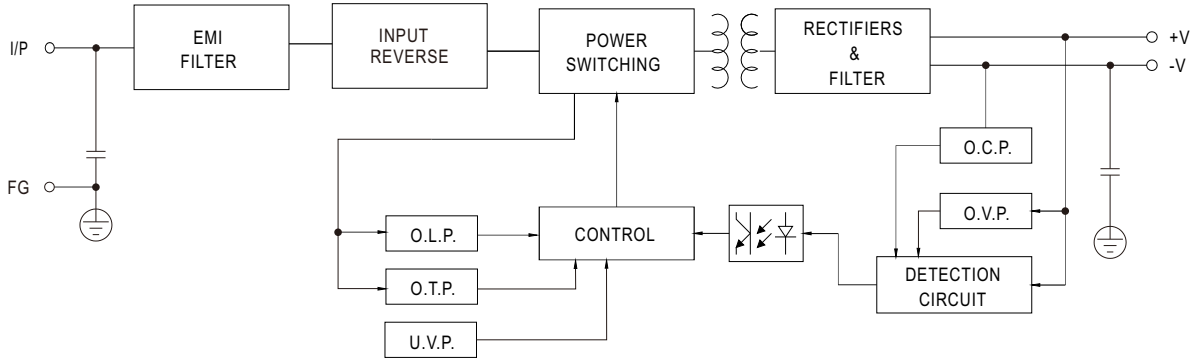 I/P
EMI
FILTER
INPUT
REVERSE
POWER
SWITCHING
RECTIFIERS
&
FILTER
+V
-V
O.C.P.
FG
O.V.P.
O.L.P.
CONTROL
O.T.P.
DETECTION
CIRCUIT
U.V.P.